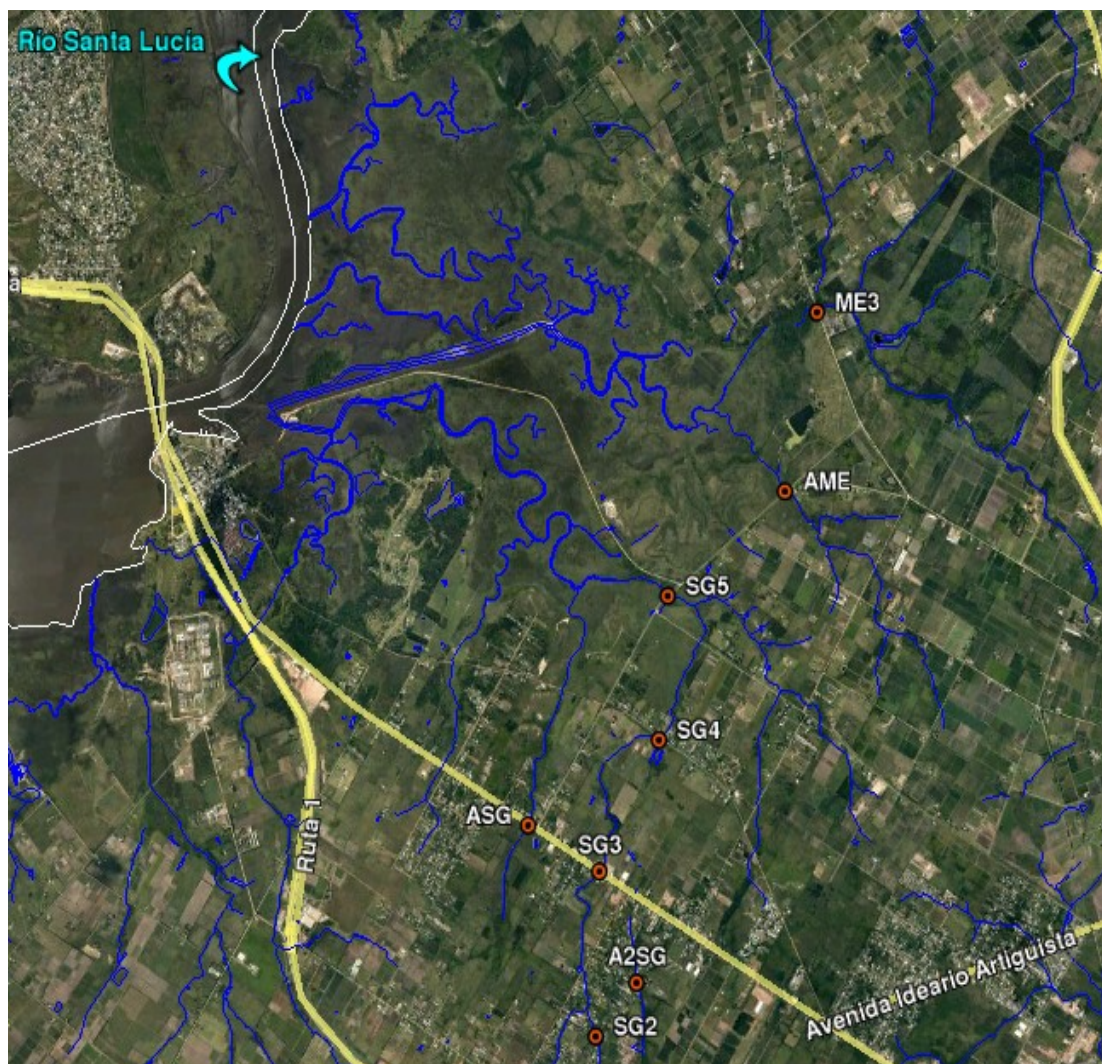 Río Santa Lucía
a
ME3
AME
SG5
SG4
ASG
SG3
Ruta 1
A2SG
Avenida Ideario Artiguista
SG2